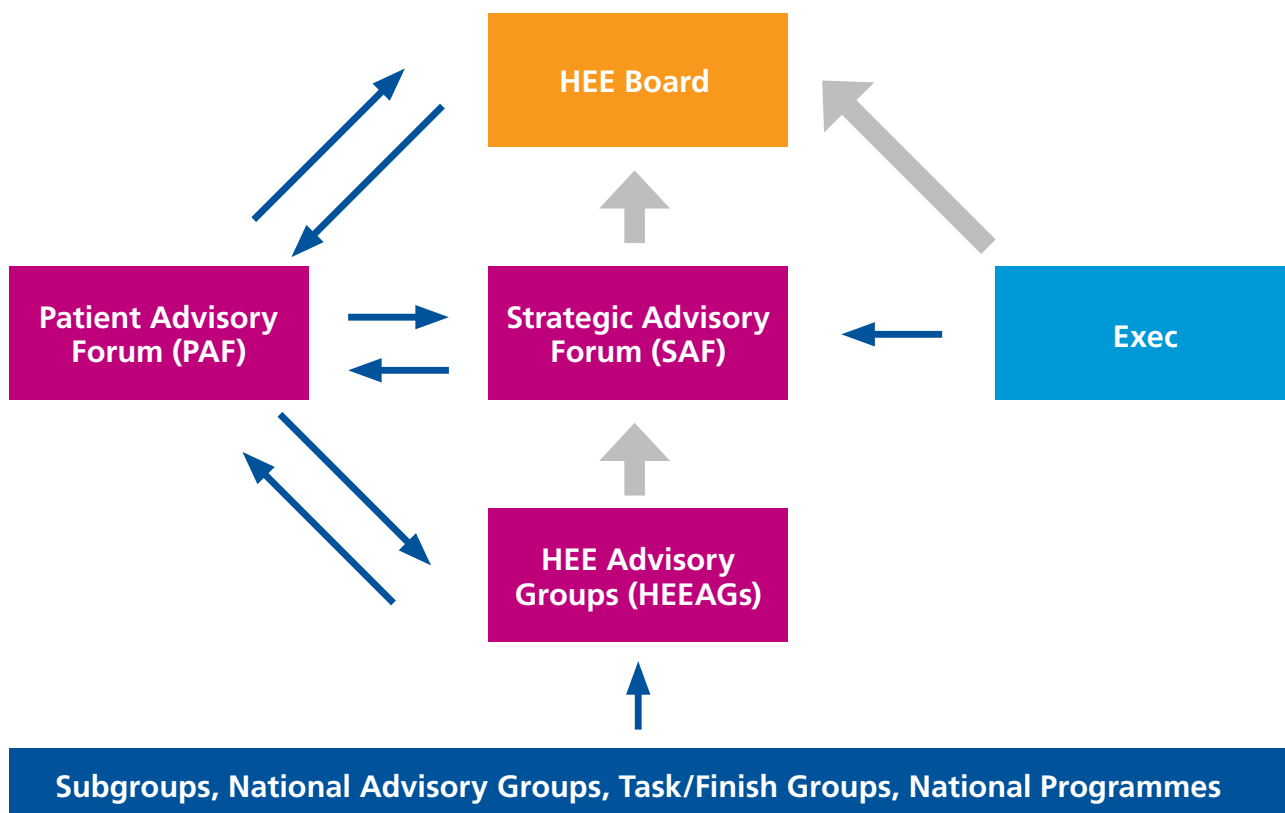 HEE Board
Patient Advisory
Forum (PAF)
Strategic Advisory
Forum (SAF)
Exec
HEE Advisory
Groups (HEEAGs)
Subgroups, National Advisory Groups, Task/Finish Groups, National Programmes